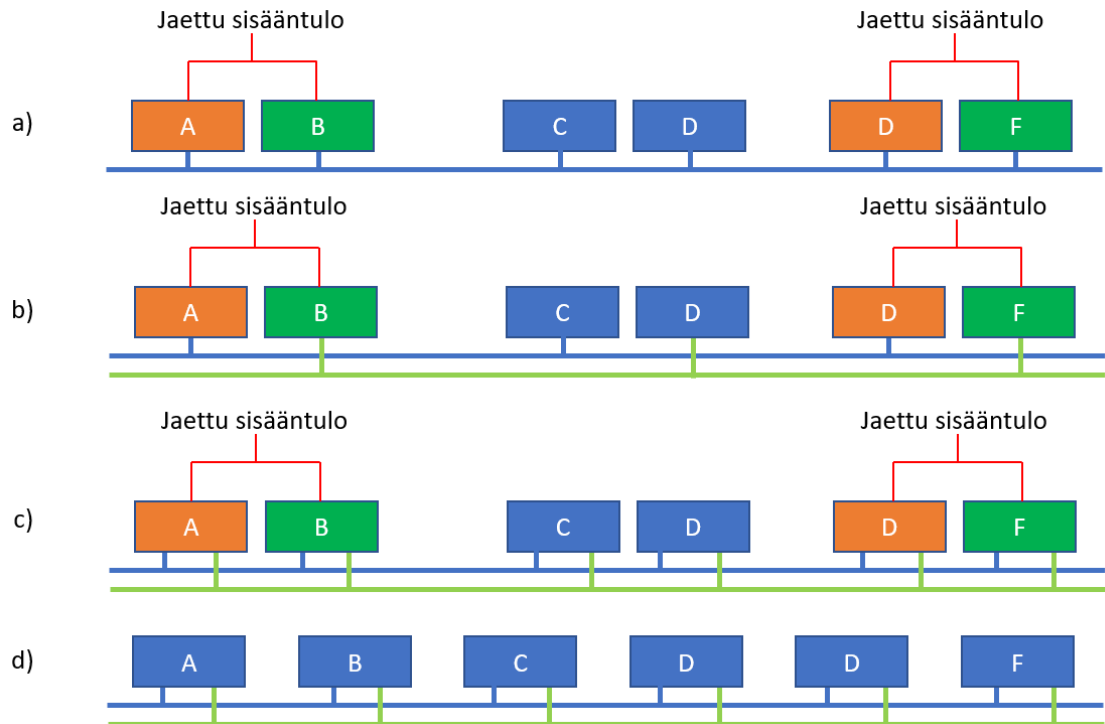 Jaettu sisääntulo Jaettu sisääntulo
a) A B C D D F
Jaettu sisääntulo Jaettu sisääntulo
b) A B C D D F
Jaettu sisääntulo Jaettu sisääntulo
c) A B C D D F
d) A B C D D F